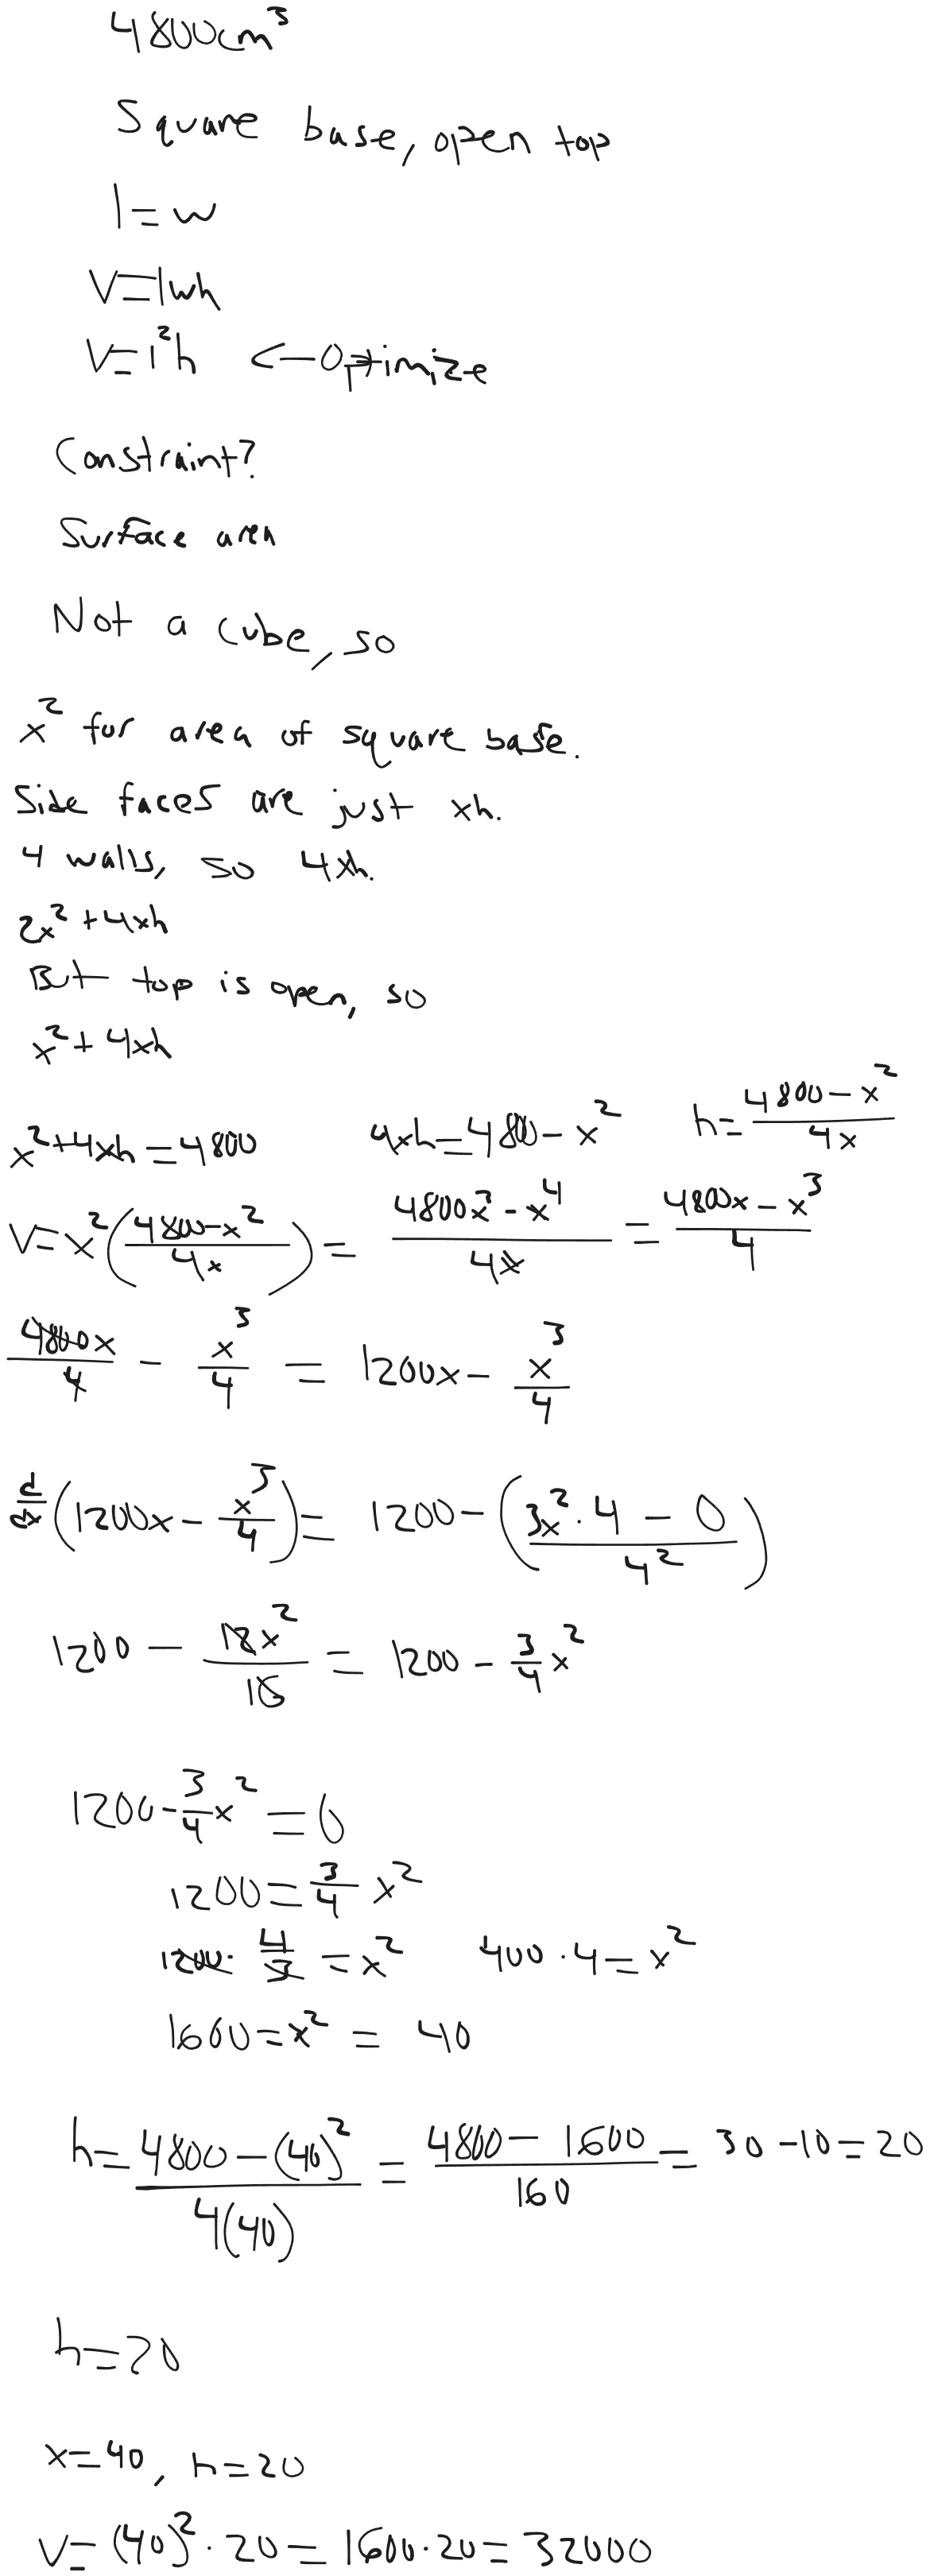 4800cm³
Square base, open top
l=w
V=lwh
V=l²h <—Optimize
Constraint?
Surface area
Not a cube, so
x² for area of square base.
Side faces are just xh.
4 walls, so 4xh.
2x²+4xh
But top is open, so
x²+4xh
x²+4xh=4800 4xh=4800-x² h=(4800-x²)/(4x)
V=x²((4800-x²)/(4x)) = (4800x²-x⁴)/(4x) = (4800x-x³)/4
4800x/4 - x³/4 = 1200x - x³/4
d/dx(1200x - x³/4) = 1200-((3x²·4-0)/4²)
1200 - 12x²/16 = 1200 - 3/4x²
1200-3/4x²=0
1200=3/4 x²
1200·4/3=x² 400·4=x²
1600=x² = 40
h=(4800-(40)²)/(4(40)) = (4800-1600)/160 = 30-10=20
h=20
x=40, h=20
V=(40)²·20=1600·20=32000